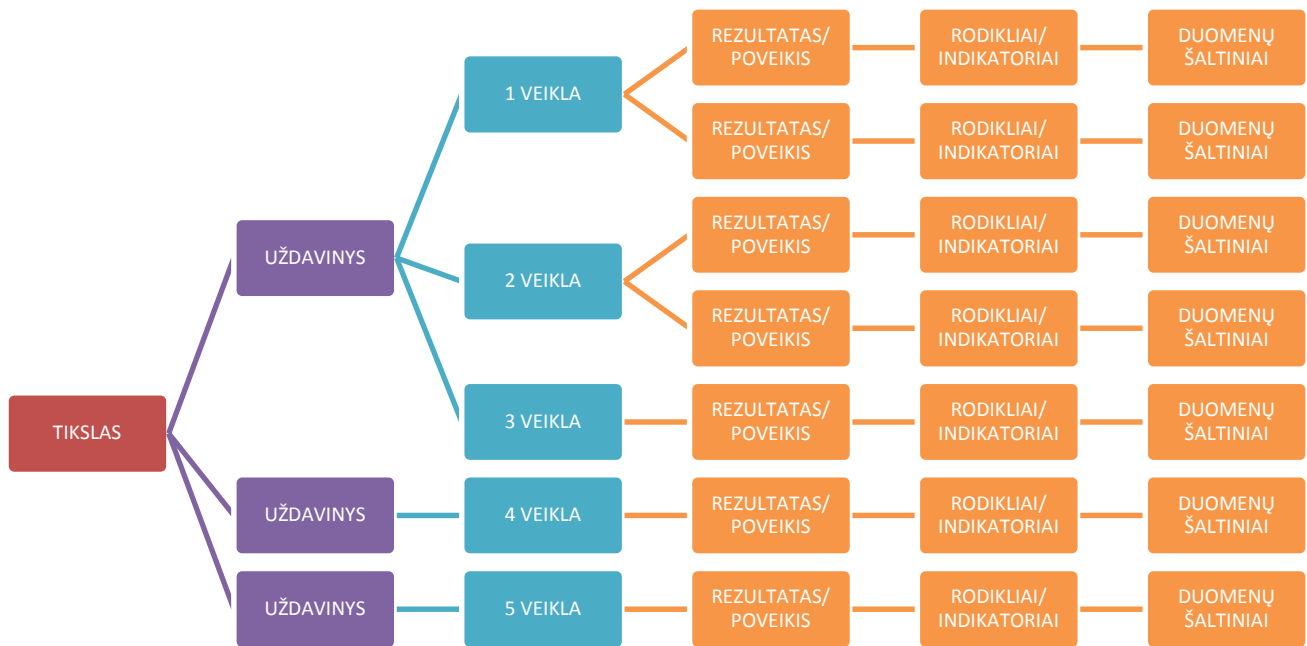 REZULTATAS/
POVEIKIS
RODIKLIAI/
INDIKATORIAI
DUOMENŲ
ŠALTINIAI
1 VEIKLA
REZULTATAS/
POVEIKIS
RODIKLIAI/
INDIKATORIAI
DUOMENŲ
ŠALTINIAI
UŽDAVINYS
REZULTATAS/
POVEIKIS
RODIKLIAI/
INDIKATORIAI
DUOMENŲ
ŠALTINIAI
2 VEIKLA
REZULTATAS/
POVEIKIS
RODIKLIAI/
INDIKATORIAI
DUOMENŲ
ŠALTINIAI
TIKSLAS
3 VEIKLA
REZULTATAS/
POVEIKIS
RODIKLIAI/
INDIKATORIAI
DUOMENŲ
ŠALTINIAI
UŽDAVINYS
4 VEIKLA
REZULTATAS/
POVEIKIS
RODIKLIAI/
INDIKATORIAI
DUOMENŲ
ŠALTINIAI
UŽDAVINYS
5 VEIKLA
REZULTATAS/
POVEIKIS
RODIKLIAI/
INDIKATORIAI
DUOMENŲ
ŠALTINIAI